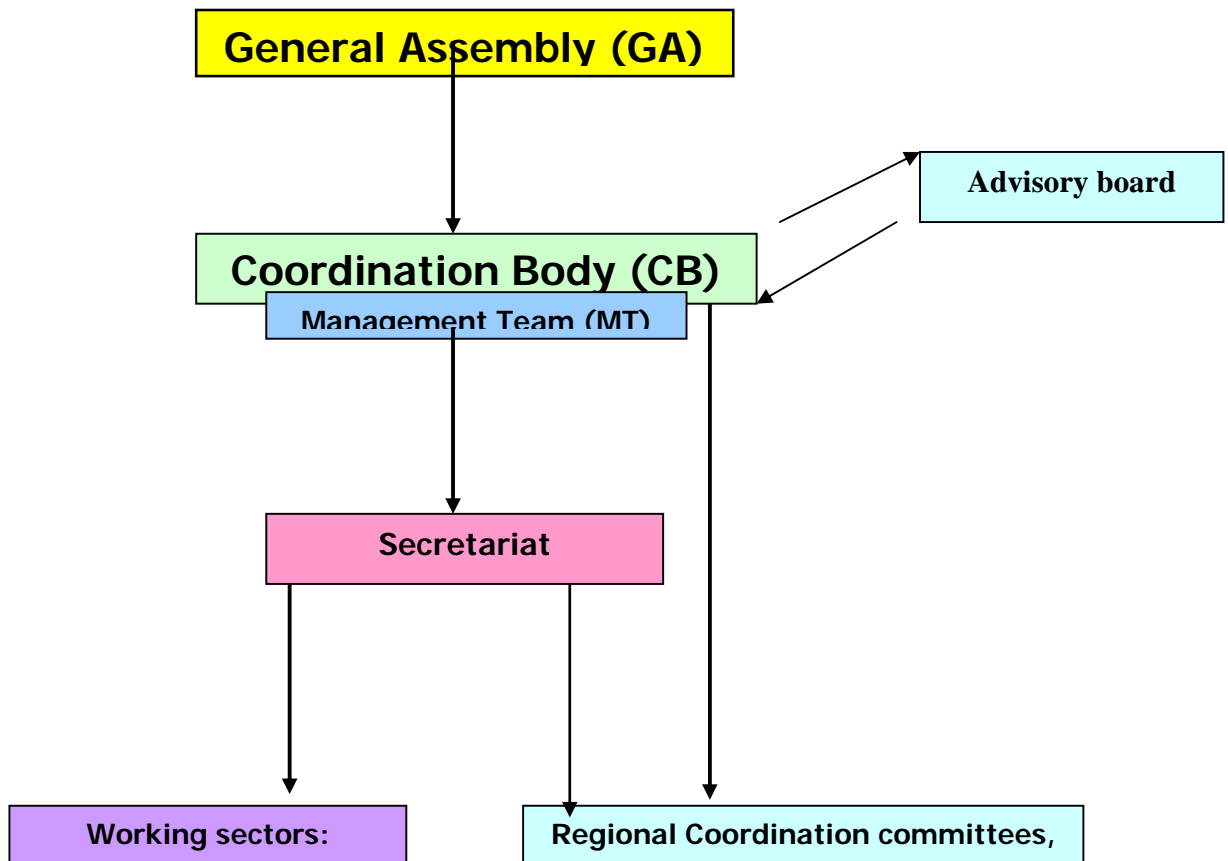 General Assembly (GA)
Advisory board
Coordination Body (CB)
Management Team (MT)
Secretariat
Working sectors:
Regional Coordination committees,